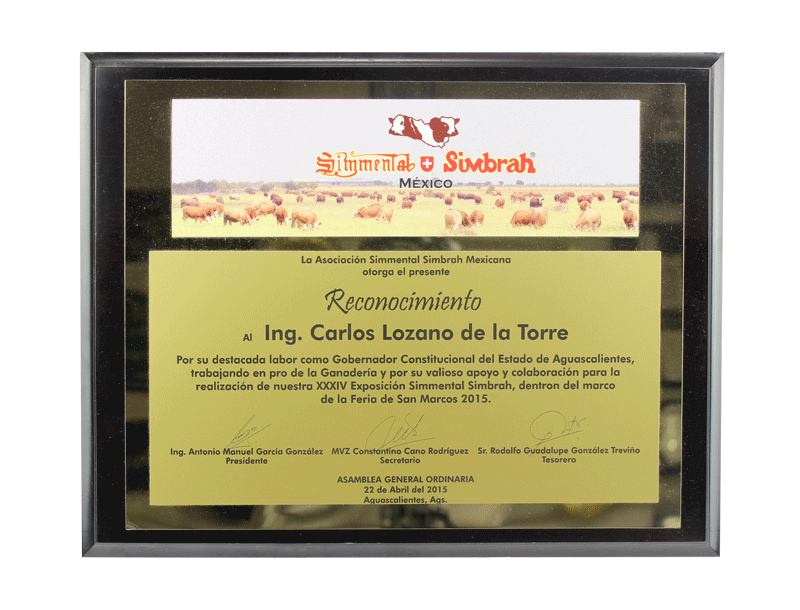 Simmental Simbrah
MÉXICO
La Asociación Simmental Simbrah Mexicana
otorga el presente
Reconocimiento
Al Ing. Carlos Lozano de la Torre
Por su destacada labor como Gobernador Constitucional del Estado de Aguascalientes,
trabajando en pro de la Ganadería y por su valioso apoyo y colaboración para la
realización de nuestra XXXIV Exposición Simmental Simbrah, dentron del marco
de la Feria de San Marcos 2015.
Ing. Antonio Manuel García González MVZ Constantino Cano Rodríguez Sr. Rodolfo Guadalupe González Treviño
Presidente Secretario Tesorero
ASAMBLEA GENERAL ORDINARIA
22 de Abril del 2015
Aguascalientes, Ags.